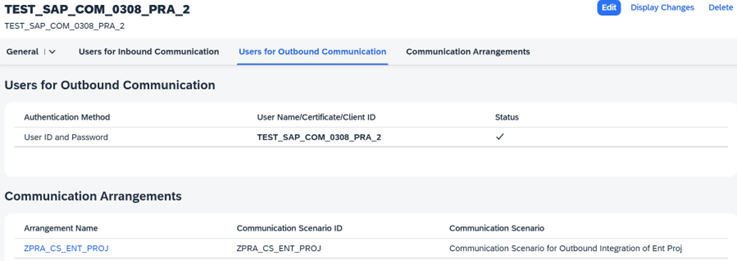 TEST_SAP_COM_0308_PRA_2 Edit Display Changes Delete
TEST_SAP_COM_0308_PRA_2
General Users for Inbound Communication Users for Outbound Communication Communication Arrangements
Users for Outbound Communication
Authentication Method User Name/Certificate/Client ID Status
User ID and Password TEST_SAP_COM_0308_PRA_2
Communication Arrangements
Arrangement Name Communication Scenario ID Communication Scenario
ZPRA_CS_ENT_PROJ ZPRA_CS_ENT_PROJ Communication Scenario for Outbound Integration of Ent Proj